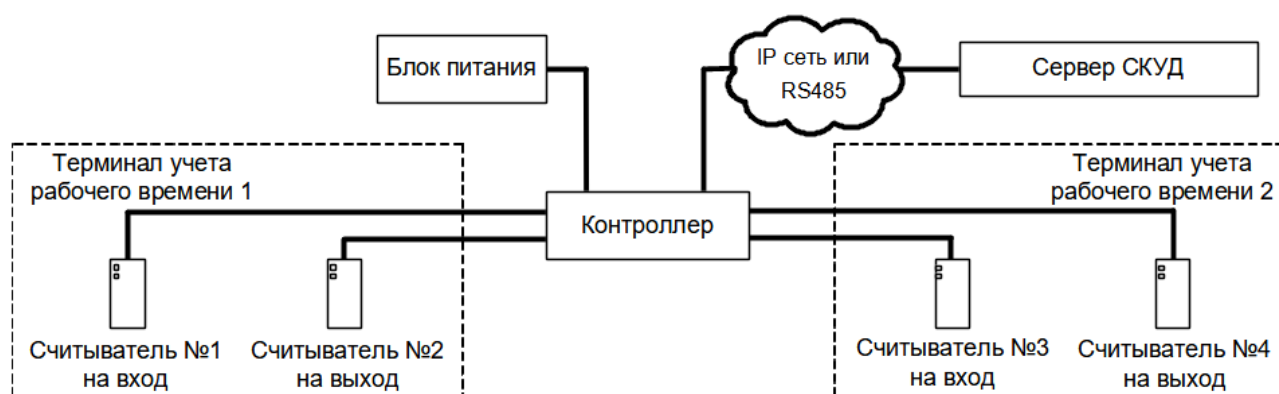 Блок питания
IP сеть или
RS485
Сервер СКУД
Терминал учета
рабочего времени 1
Терминал учета
рабочего времени 2
Контроллер
Считыватель №1
на вход
Считыватель №2
на выход
Считыватель №3
на вход
Считыватель №4
на выход